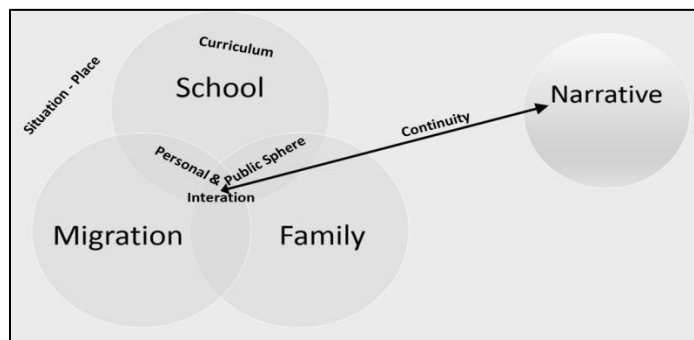 Curriculum
Situation - Place
School
Narrative
Continuity
Personal & Public Sphere
Interation
Migration
Family